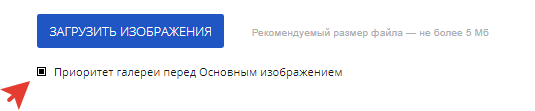 ЗАГРУЗИТЬ ИЗОБРАЖЕНИЯ Рекомендуемый размер файла — не более 5 Мб
Приоритет галереи перед Основным изображением